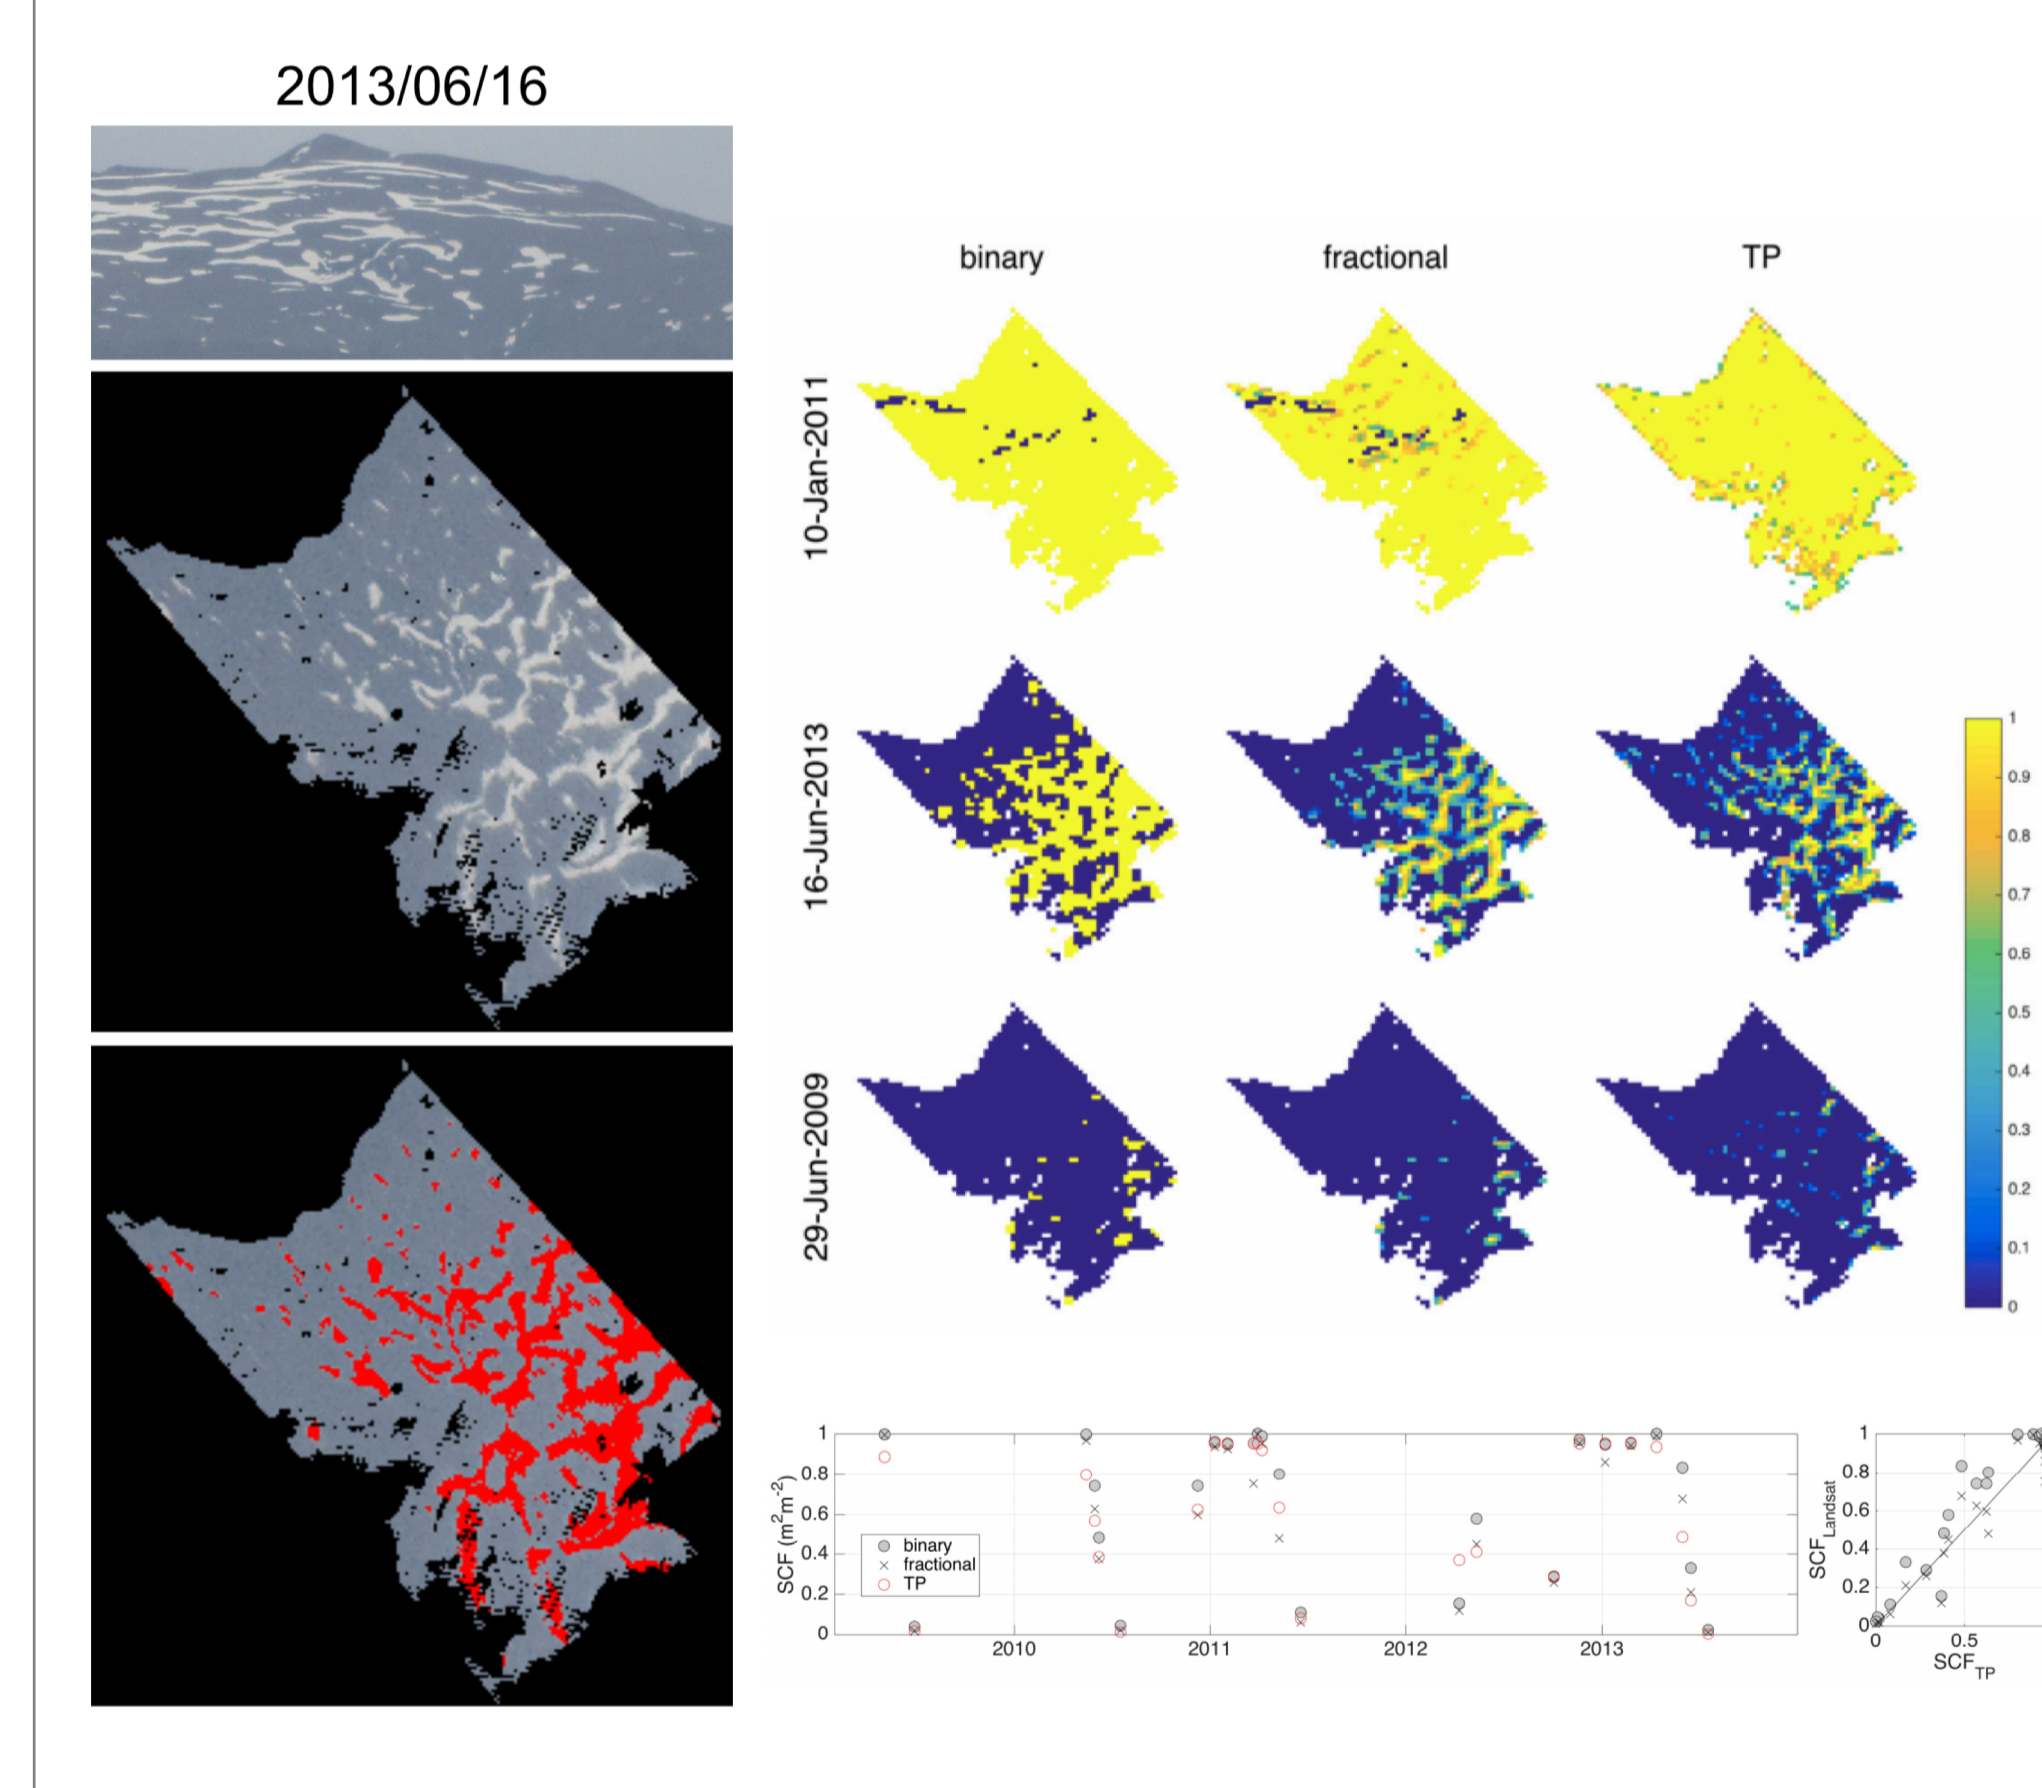 2013/06/16
binary
fractional
TP
10-Jan-2011
16-Jun-2013
29-Jun-2009
1
0.9
0.8
0.7
0.6
0.5
0.4
0.3
0.2
0.1
0
SCF (m²m⁻²)
1
0.8
0.6
0.4
0.2
0
binary
fractional
TP
2010
2011
2012
2013
SCF_Landsat
1
0.8
0.6
0.4
0.2
0
0
0.5
SCF_TP